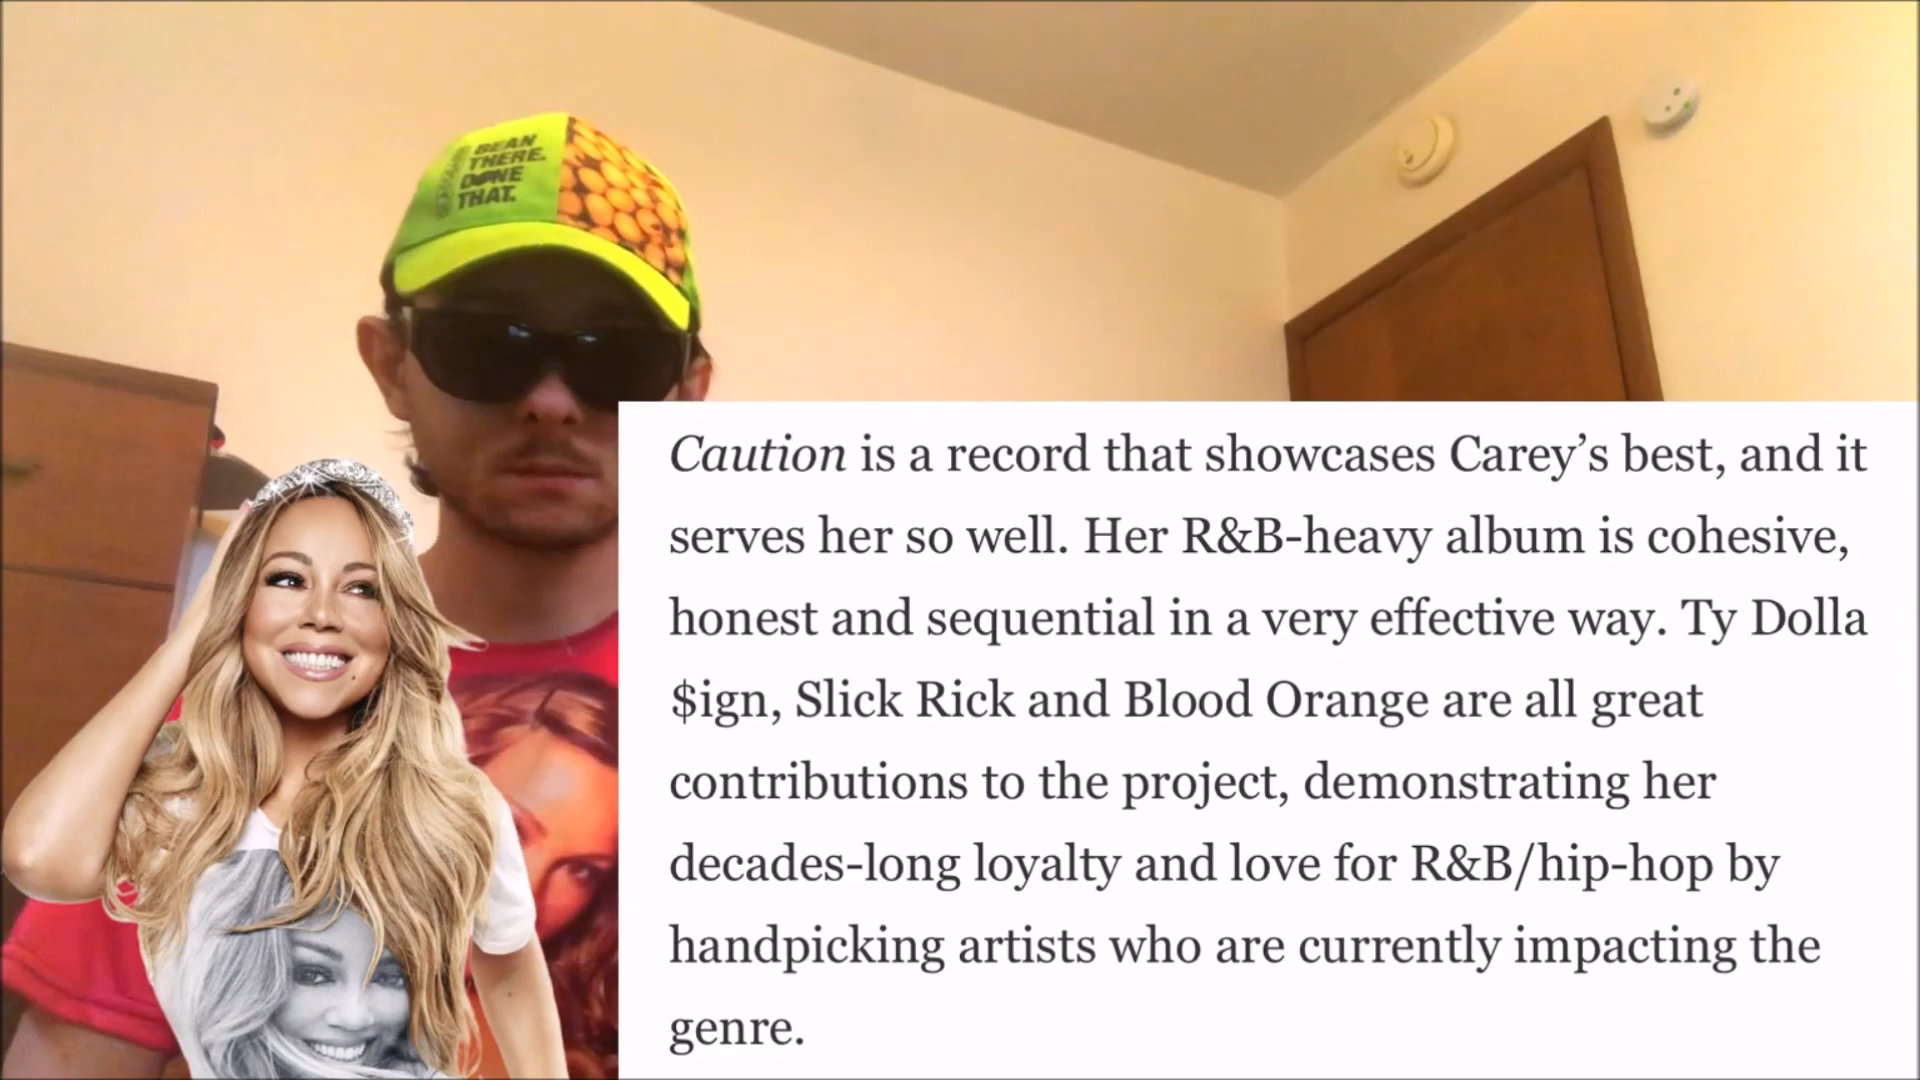 BEAN
THERE.
DONE
THAT.
Caution is a record that showcases Carey’s best, and it
serves her so well. Her R&B-heavy album is cohesive,
honest and sequential in a very effective way. Ty Dolla
$ign, Slick Rick and Blood Orange are all great
contributions to the project, demonstrating her
decades-long loyalty and love for R&B/hip-hop by
handpicking artists who are currently impacting the
genre.